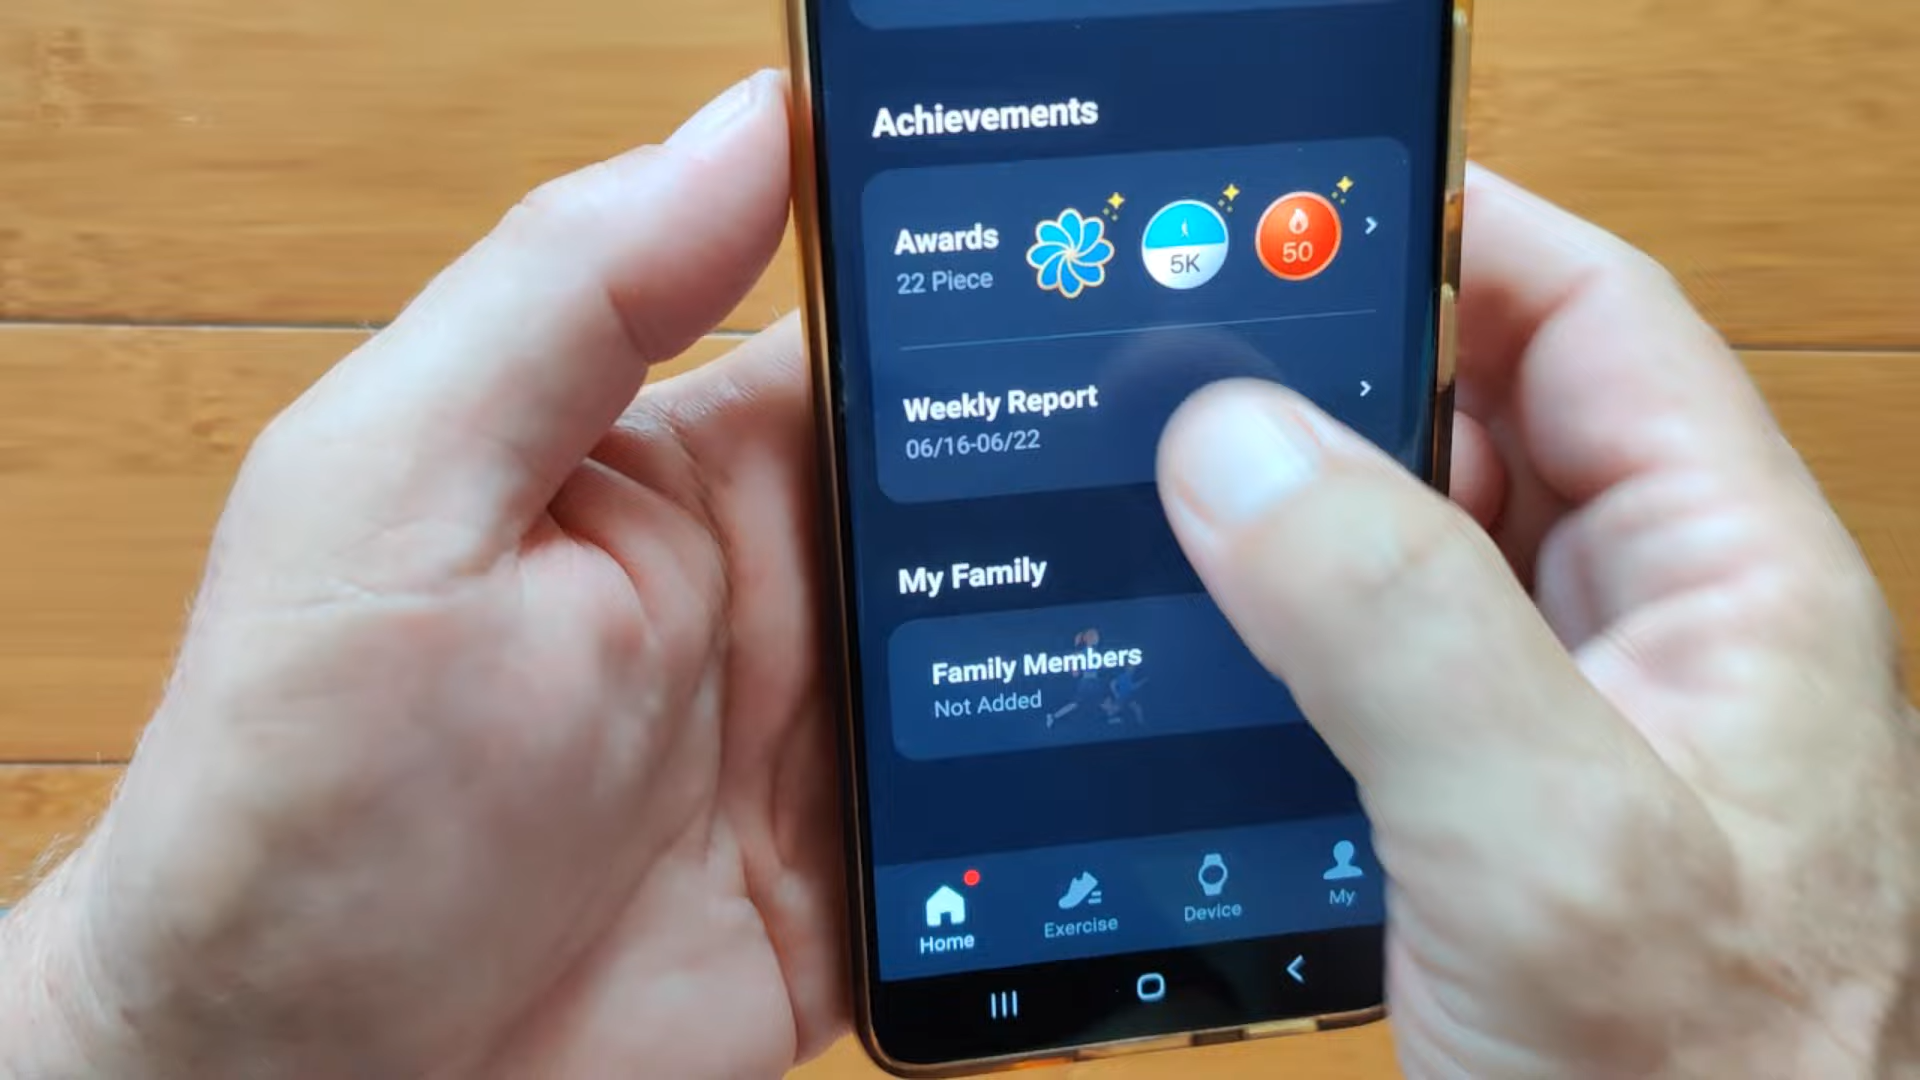 Achievements
Awards
22 Piece
5K
50
Weekly Report
06/16-06/22
My Family
Family Members
Not Added
Home
Exercise
Device
My